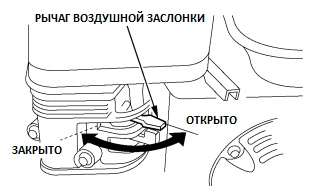 РЫЧАГ ВОЗДУШНОЙ ЗАСЛОНКИ
ОТКРЫТО
ЗАКРЫТО